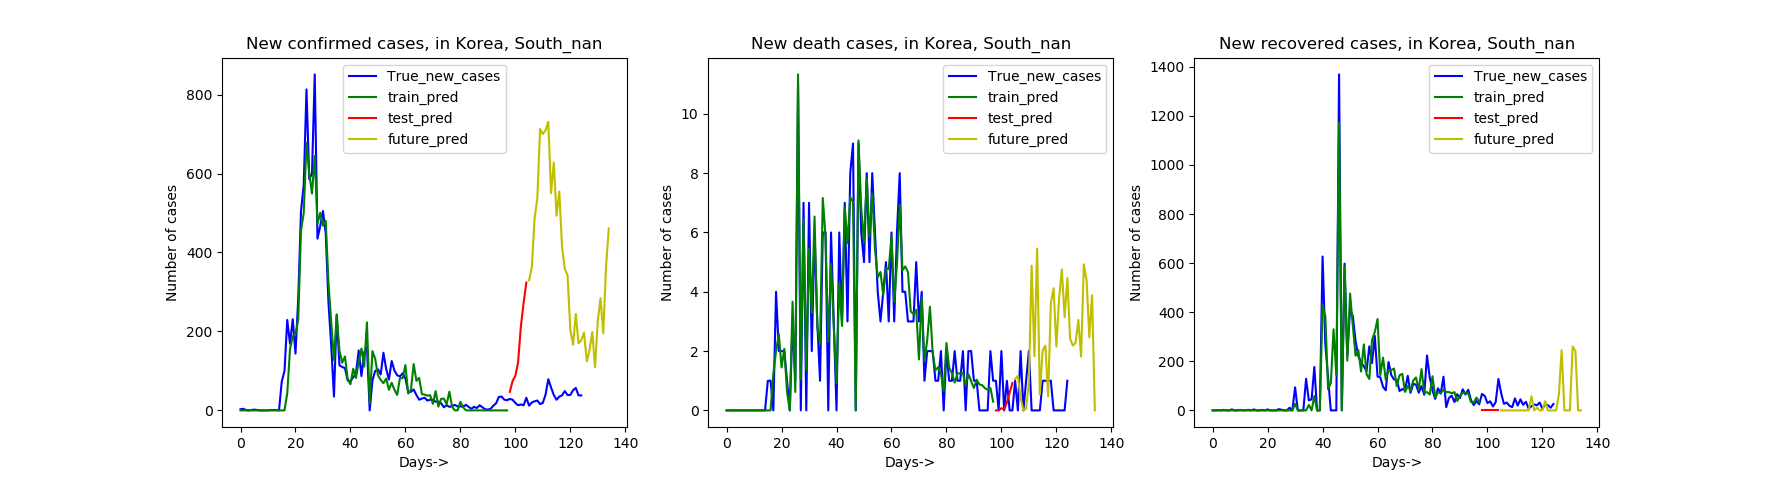 New confirmed cases, in Korea, South_nan
True_new_cases
train_pred
test_pred
future_pred
Number of cases
800
600
400
200
0
0 20 40 60 80 100 120 140
Days->
New death cases, in Korea, South_nan
True_new_cases
train_pred
test_pred
future_pred
Number of cases
10
8
6
4
2
0
0 20 40 60 80 100 120 140
Days->
New recovered cases, in Korea, South_nan
True_new_cases
train_pred
test_pred
future_pred
Number of cases
1400
1200
1000
800
600
400
200
0
0 20 40 60 80 100 120 140
Days->